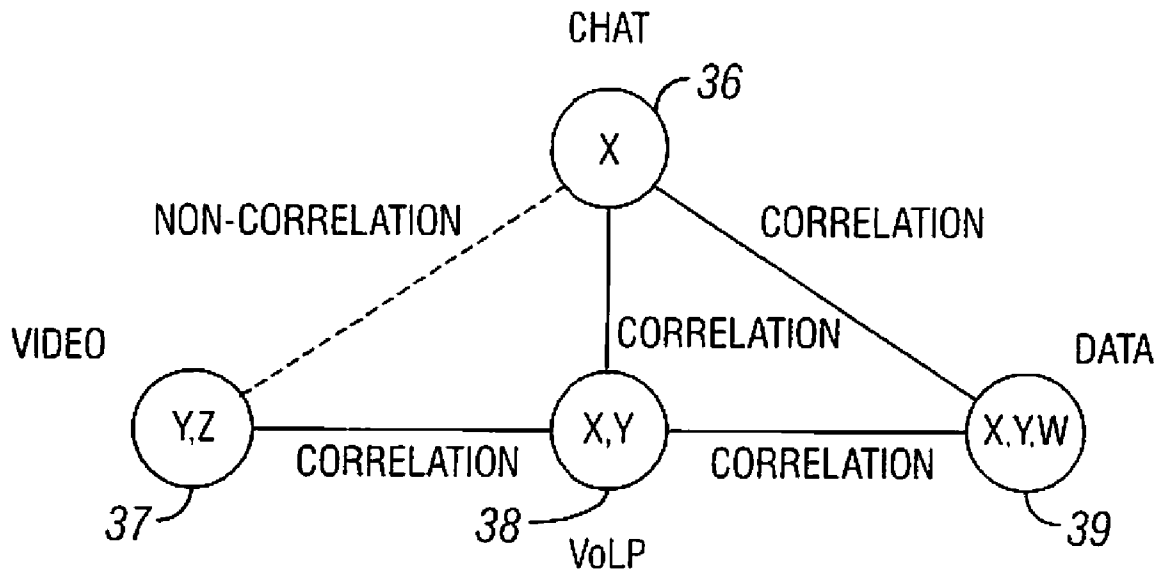 CHAT
36
X
NON-CORRELATION
CORRELATION
CORRELATION
VIDEO
DATA
Y,Z
X,Y
X,Y,W
CORRELATION
CORRELATION
37
38
39
VoLP